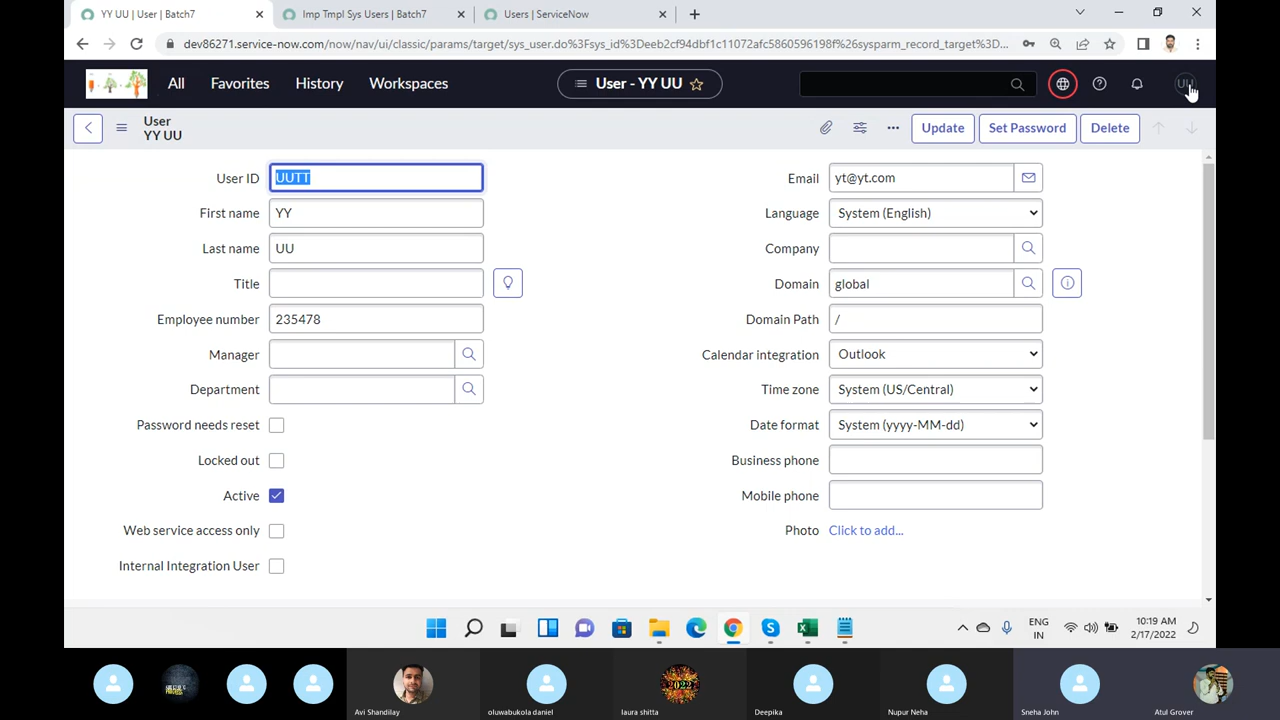 YY UU | User | Batch7
Imp Tmpl Sys Users | Batch7
Users | ServiceNow
dev86271.service-now.com/now/nav/ui/classic/params/target/sys_user.do%3Fsys_id%3Deeb2cf94dbf1c11072afc5860596198f%26sysparm_record_target%3D...
All
Favorites
History
Workspaces
User - YY UU
UU
User
YY UU
Update
Set Password
Delete
User ID
UUTT
First name
YY
Last name
UU
Title
Employee number
235478
Manager
Department
Password needs reset
Locked out
Active
Web service access only
Internal Integration User
Email
yt@yt.com
Language
System (English)
Company
Domain
global
Domain Path
/
Calendar integration
Outlook
Time zone
System (US/Central)
Date format
System (yyyy-MM-dd)
Business phone
Mobile phone
Photo
Click to add...
ENG
IN
10:19 AM
2/17/2022
2022
Avi Shandilay
oluwabukola daniel
laura shitta
Deepika
Nupur Neha
Sneha John
Atul Grover